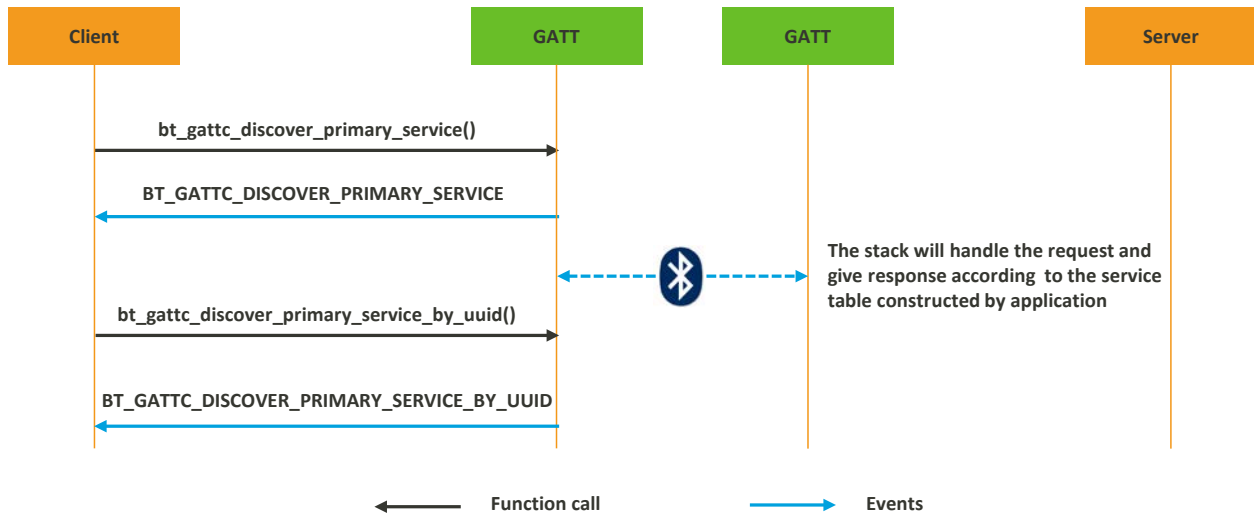 Client
GATT
GATT
Server
bt_gattc_discover_primary_service()
BT_GATTC_DISCOVER_PRIMARY_SERVICE
The stack will handle the request and
give response according to the service
table constructed by application
bt_gattc_discover_primary_service_by_uuid()
BT_GATTC_DISCOVER_PRIMARY_SERVICE_BY_UUID
Function call
Events